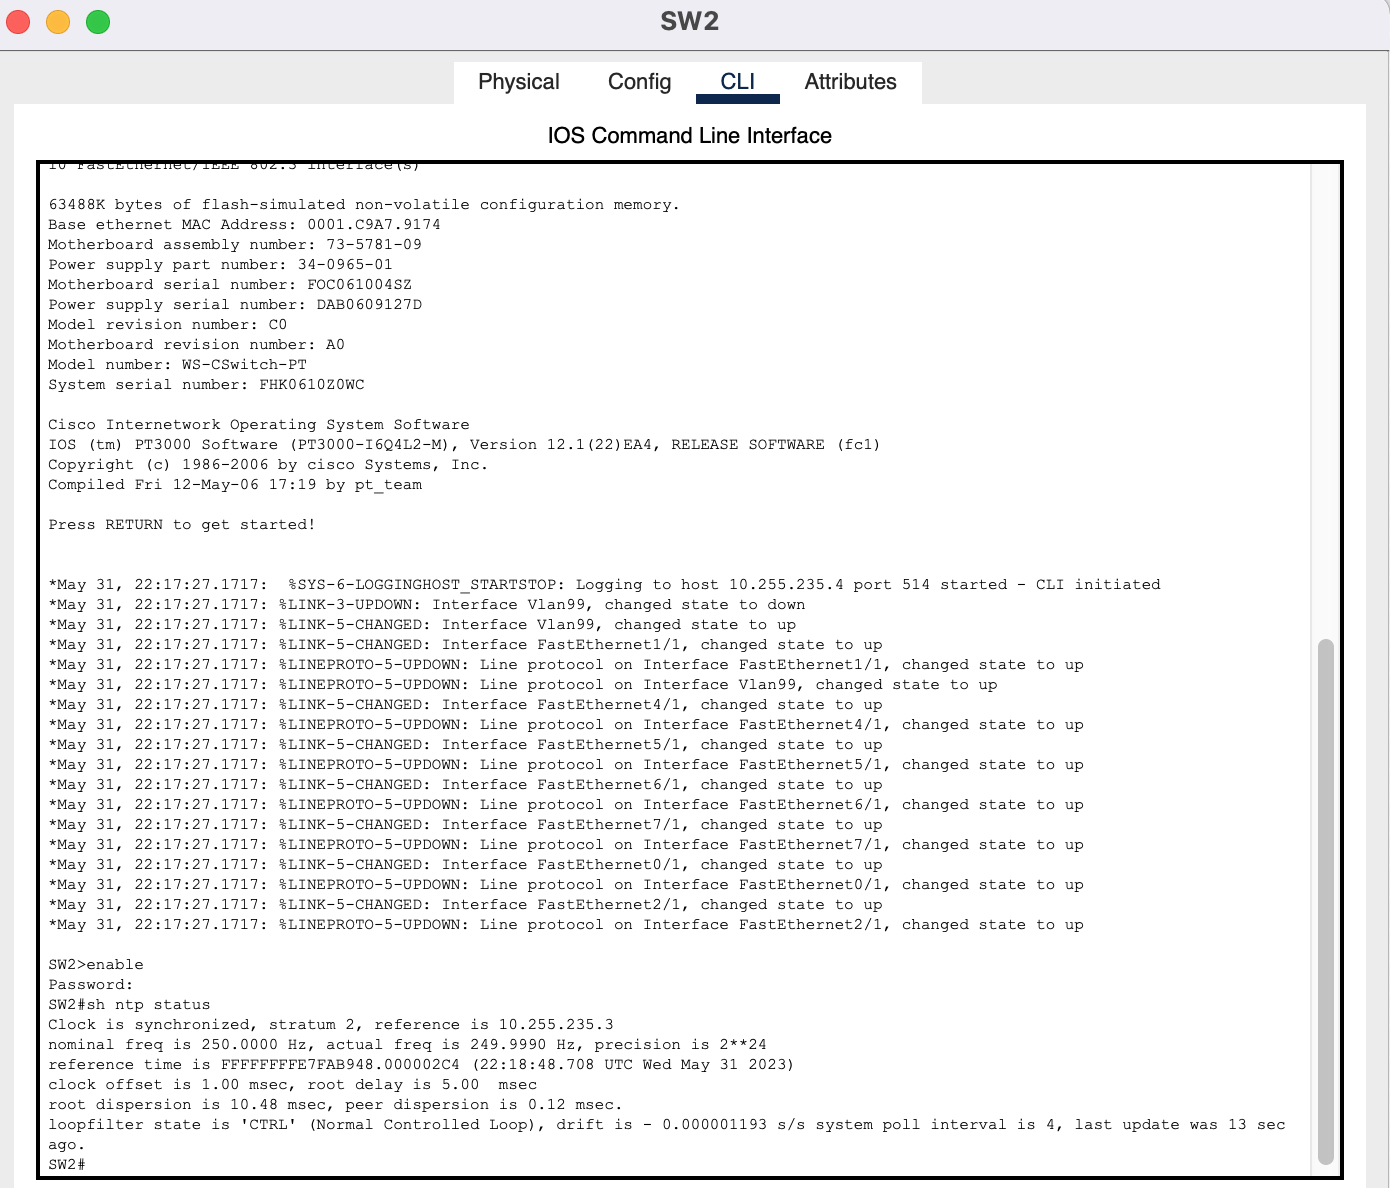 SW2
Physical
Config
CLI
Attributes
IOS Command Line Interface
10 FastEthernet/IEEE 802.3 interface(s)
63488K bytes of flash-simulated non-volatile configuration memory.
Base ethernet MAC Address: 0001.C9A7.9174
Motherboard assembly number: 73-5781-09
Power supply part number: 34-0965-01
Motherboard serial number: FOC061004SZ
Power supply serial number: DAB0609127D
Model revision number: C0
Motherboard revision number: A0
Model number: WS-CSwitch-PT
System serial number: FHK0610Z0WC
Cisco Internetwork Operating System Software
IOS (tm) PT3000 Software (PT3000-I6Q4L2-M), Version 12.1(22)EA4, RELEASE SOFTWARE (fc1)
Copyright (c) 1986-2006 by cisco Systems, Inc.
Compiled Fri 12-May-06 17:19 by pt_team
Press RETURN to get started!
*May 31, 22:17:27.1717:  %SYS-6-LOGGINGHOST_STARTSTOP: Logging to host 10.255.235.4 port 514 started - CLI initiated
*May 31, 22:17:27.1717: %LINK-3-UPDOWN: Interface Vlan99, changed state to down
*May 31, 22:17:27.1717: %LINK-5-CHANGED: Interface Vlan99, changed state to up
*May 31, 22:17:27.1717: %LINK-5-CHANGED: Interface FastEthernet1/1, changed state to up
*May 31, 22:17:27.1717: %LINEPROTO-5-UPDOWN: Line protocol on Interface FastEthernet1/1, changed state to up
*May 31, 22:17:27.1717: %LINEPROTO-5-UPDOWN: Line protocol on Interface Vlan99, changed state to up
*May 31, 22:17:27.1717: %LINK-5-CHANGED: Interface FastEthernet4/1, changed state to up
*May 31, 22:17:27.1717: %LINEPROTO-5-UPDOWN: Line protocol on Interface FastEthernet4/1, changed state to up
*May 31, 22:17:27.1717: %LINK-5-CHANGED: Interface FastEthernet5/1, changed state to up
*May 31, 22:17:27.1717: %LINEPROTO-5-UPDOWN: Line protocol on Interface FastEthernet5/1, changed state to up
*May 31, 22:17:27.1717: %LINK-5-CHANGED: Interface FastEthernet6/1, changed state to up
*May 31, 22:17:27.1717: %LINEPROTO-5-UPDOWN: Line protocol on Interface FastEthernet6/1, changed state to up
*May 31, 22:17:27.1717: %LINK-5-CHANGED: Interface FastEthernet7/1, changed state to up
*May 31, 22:17:27.1717: %LINEPROTO-5-UPDOWN: Line protocol on Interface FastEthernet7/1, changed state to up
*May 31, 22:17:27.1717: %LINK-5-CHANGED: Interface FastEthernet0/1, changed state to up
*May 31, 22:17:27.1717: %LINEPROTO-5-UPDOWN: Line protocol on Interface FastEthernet0/1, changed state to up
*May 31, 22:17:27.1717: %LINK-5-CHANGED: Interface FastEthernet2/1, changed state to up
*May 31, 22:17:27.1717: %LINEPROTO-5-UPDOWN: Line protocol on Interface FastEthernet2/1, changed state to up
SW2>enable
Password:
SW2#sh ntp status
Clock is synchronized, stratum 2, reference is 10.255.235.3
nominal freq is 250.0000 Hz, actual freq is 249.9990 Hz, precision is 2**24
reference time is FFFFFFFFE7FAB948.000002C4 (22:18:48.708 UTC Wed May 31 2023)
clock offset is 1.00 msec, root delay is 5.00  msec
root dispersion is 10.48 msec, peer dispersion is 0.12 msec.
loopfilter state is 'CTRL' (Normal Controlled Loop), drift is - 0.000001193 s/s system poll interval is 4, last update was 13 sec
ago.
SW2#